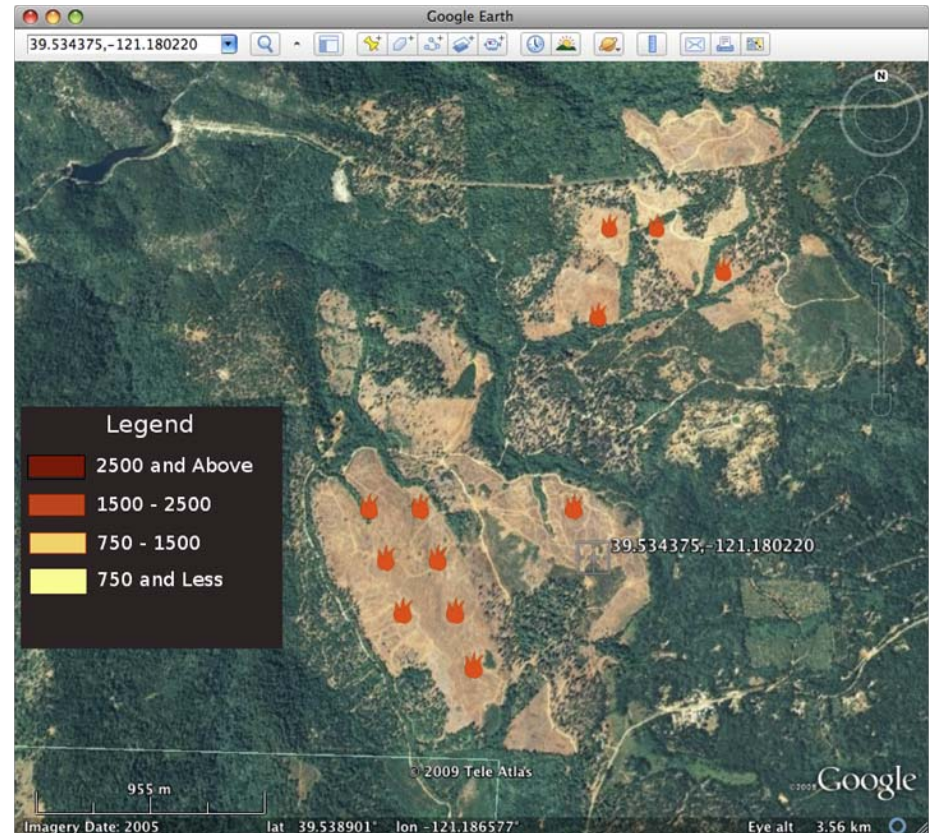 Google Earth
39.534375,-121.180220
N
Legend
2500 and Above
1500 - 2500
750 - 1500
750 and Less
39.534375,-121.180220
© 2009 Tele Atlas
955 m
Google
Imagery Date: 2005 lat 39.538901° lon -121.186577° Eye alt 3.56 km